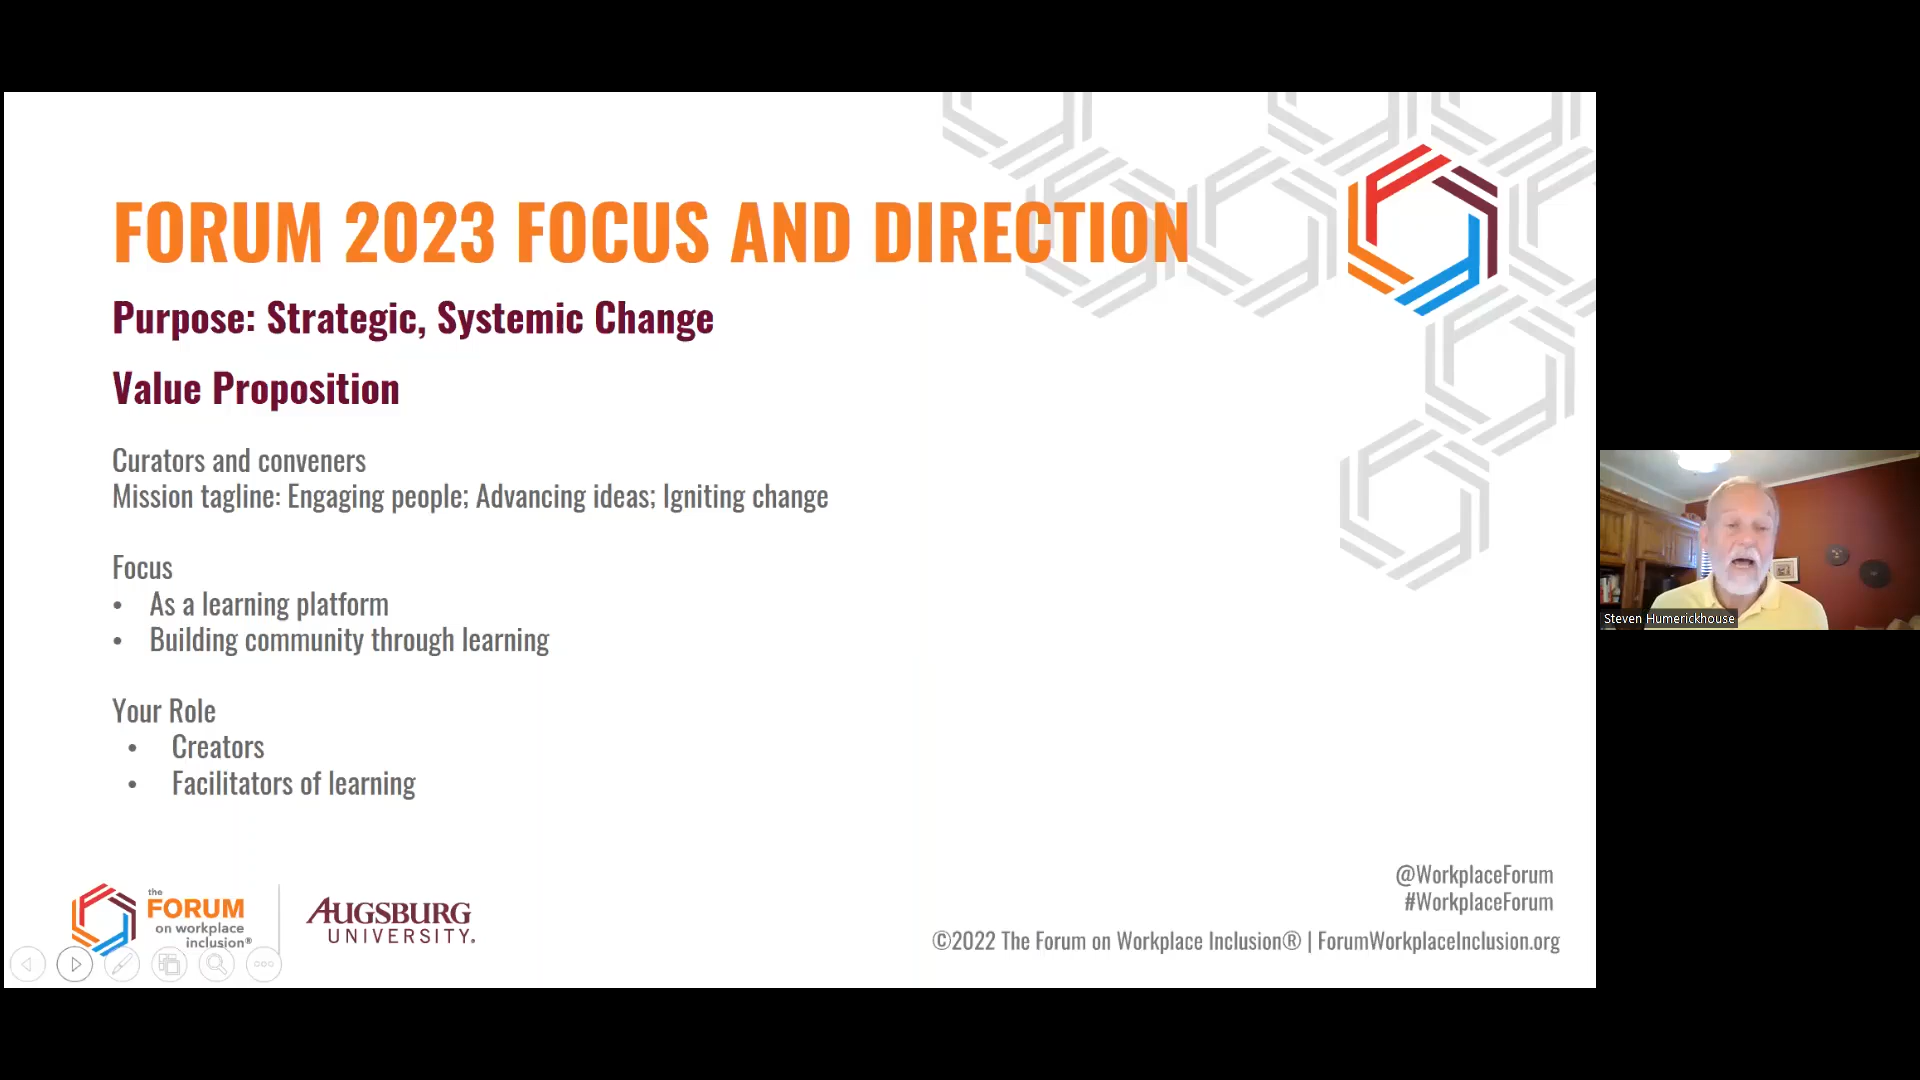 FORUM 2023 FOCUS AND DIRECTION
Purpose: Strategic, Systemic Change
Value Proposition
Curators and conveners
Mission tagline: Engaging people; Advancing ideas; Igniting change
Focus
• As a learning platform
• Building community through learning
Your Role
• Creators
• Facilitators of learning
Steven Humerickhouse
the
FORUM
on workplace
inclusion®
AUGSBURG
UNIVERSITY.
@WorkplaceForum
#WorkplaceForum
©2022 The Forum on Workplace Inclusion® | ForumWorkplaceInclusion.org